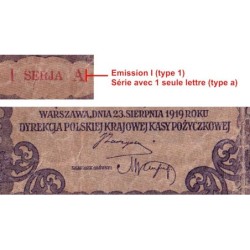 I SERJA A
Emission I (type 1)
Série avec 1 seule lettre (type a)
WARSZAWA, DNIA 23. SIERPNIA 1919 ROKU
DYREKCJA POLSKIEJ KRAJOWEJ KASY POŻYCZKOWEJ